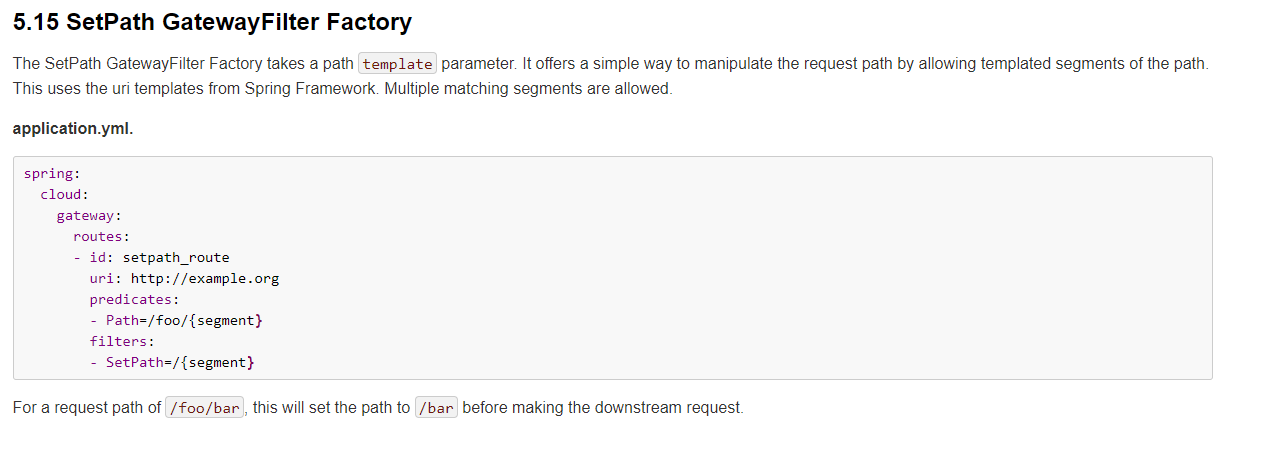 5.15 SetPath GatewayFilter Factory
The SetPath GatewayFilter Factory takes a path template parameter. It offers a simple way to manipulate the request path by allowing templated segments of the path.
This uses the uri templates from Spring Framework. Multiple matching segments are allowed.
application.yml.
spring:
  cloud:
    gateway:
      routes:
      - id: setpath_route
        uri: http://example.org
        predicates:
        - Path=/foo/{segment}
        filters:
        - SetPath=/{segment}
For a request path of /foo/bar, this will set the path to /bar before making the downstream request.